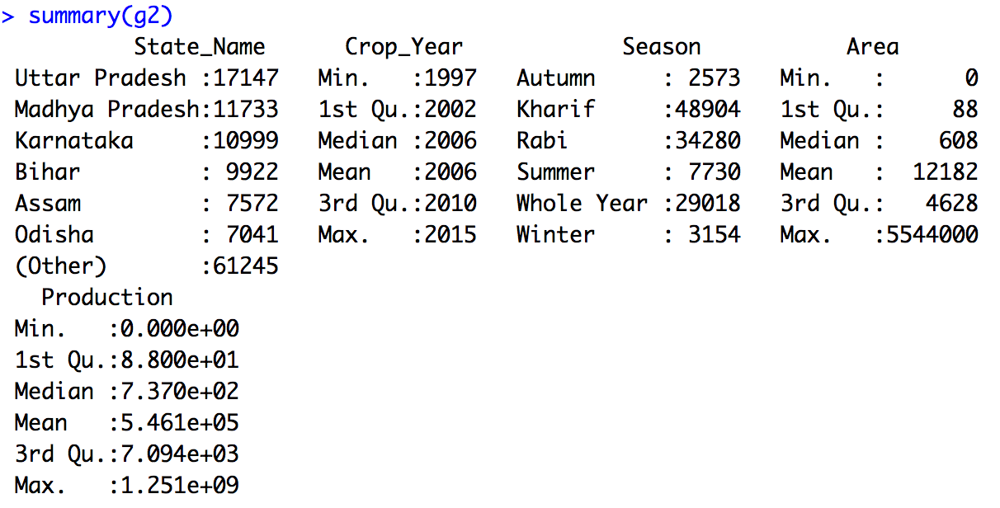 > summary(g2)
State_Name Crop_Year Season Area
Uttar Pradesh :17147 Min. :1997 Autumn : 2573 Min. : 0
Madhya Pradesh:11733 1st Qu.:2002 Kharif :48904 1st Qu.: 88
Karnataka :10999 Median :2006 Rabi :34280 Median : 608
Bihar : 9922 Mean :2006 Summer : 7730 Mean : 12182
Assam : 7572 3rd Qu.:2010 Whole Year :29018 3rd Qu.: 4628
Odisha : 7041 Max. :2015 Winter : 3154 Max. :5544000
(Other) :61245
Production
Min. :0.000e+00
1st Qu.:8.800e+01
Median :7.370e+02
Mean :5.461e+05
3rd Qu.:7.094e+03
Max. :1.251e+09